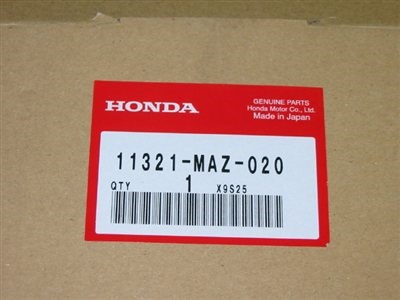 HONDA
GENUINE PARTS
Honda Motor Co., Ltd.
Made in Japan
11321-MAZ-020
QTY 1 X9S25